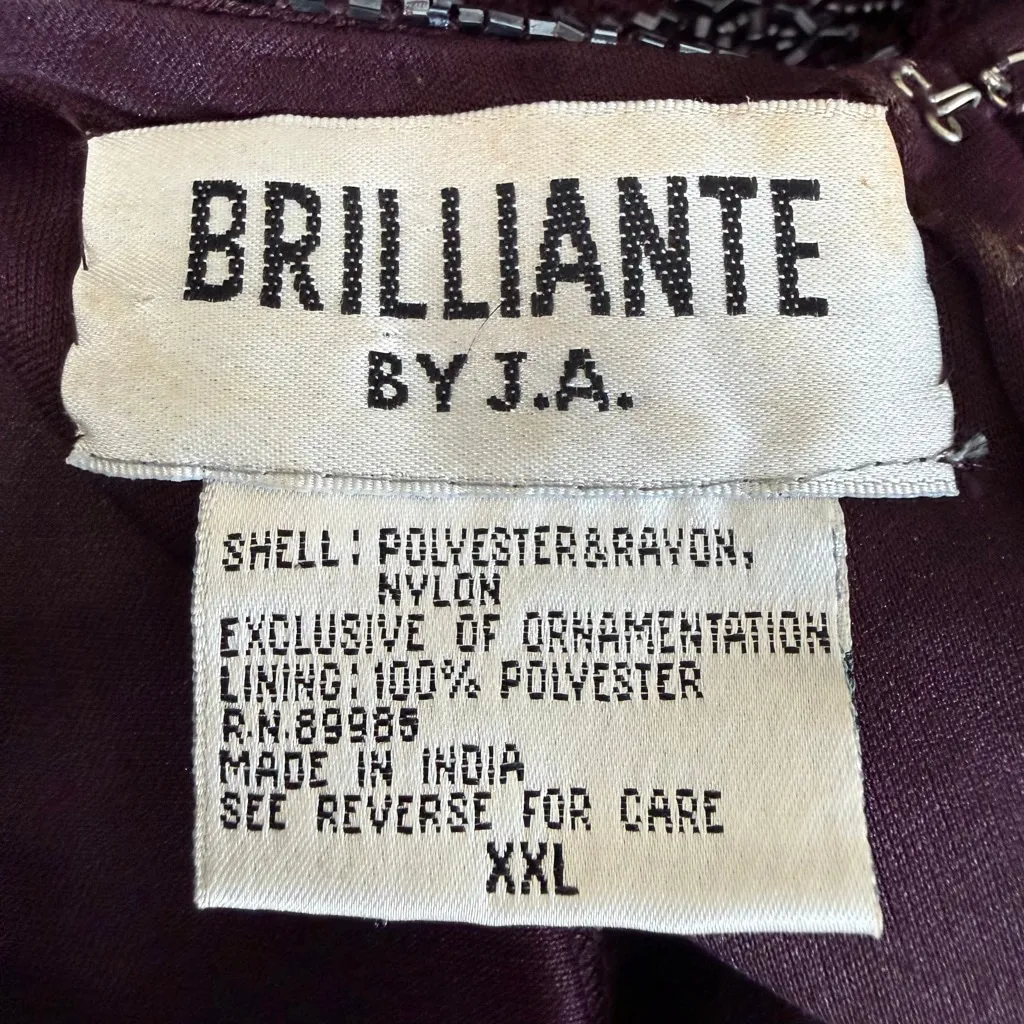 BRILLIANTE
BY J.A.
SHELL: POLYESTER&RAYON,
NYLON
EXCLUSIVE OF ORNAMENTATION
LINING: 100% POLYESTER
R.N.89985
MADE IN INDIA
SEE REVERSE FOR CARE
XXL